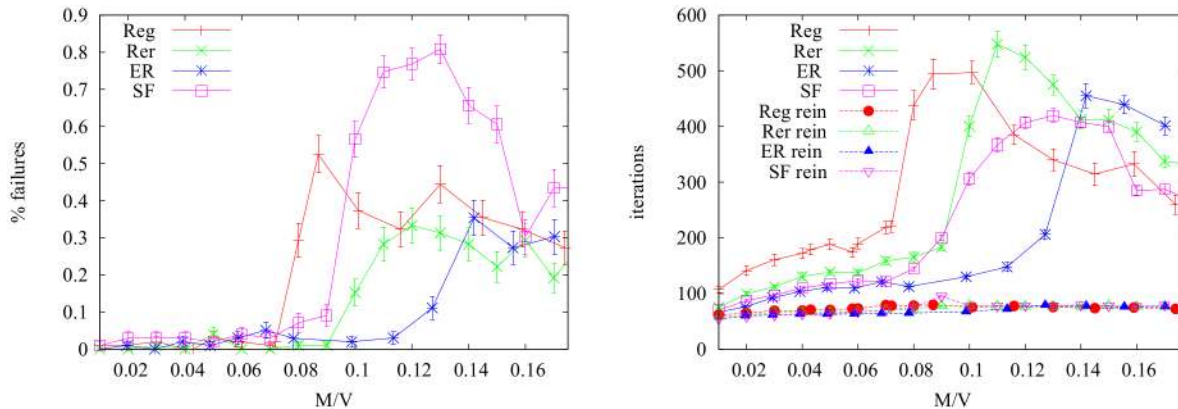 0.9
0.8
0.7
0.6
0.5
0.4
0.3
0.2
0.1
0
% failures
Reg
Rer
ER
SF
0.02 0.04 0.06 0.08 0.1 0.12 0.14 0.16
M/V
600
500
400
300
200
100
0
iterations
Reg
Rer
ER
SF
Reg rein
Rer rein
ER rein
SF rein
0.02 0.04 0.06 0.08 0.1 0.12 0.14 0.16
M/V